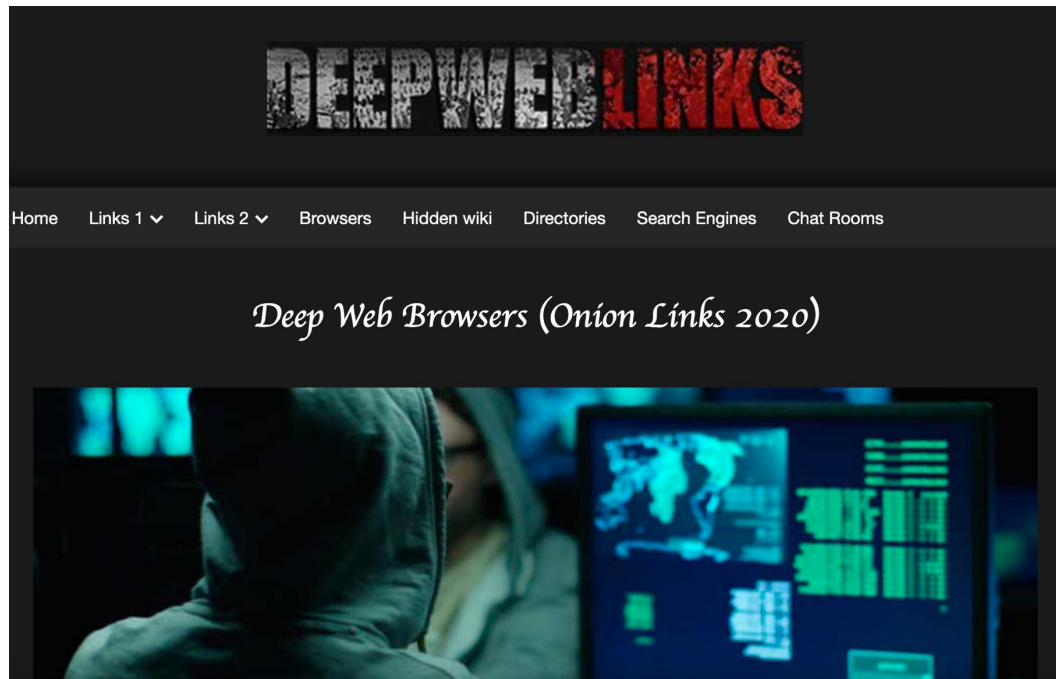 DEEPWEBLINKS
Home Links 1 Links 2 Browsers Hidden wiki Directories Search Engines Chat Rooms
Deep Web Browsers (Onion Links 2020)